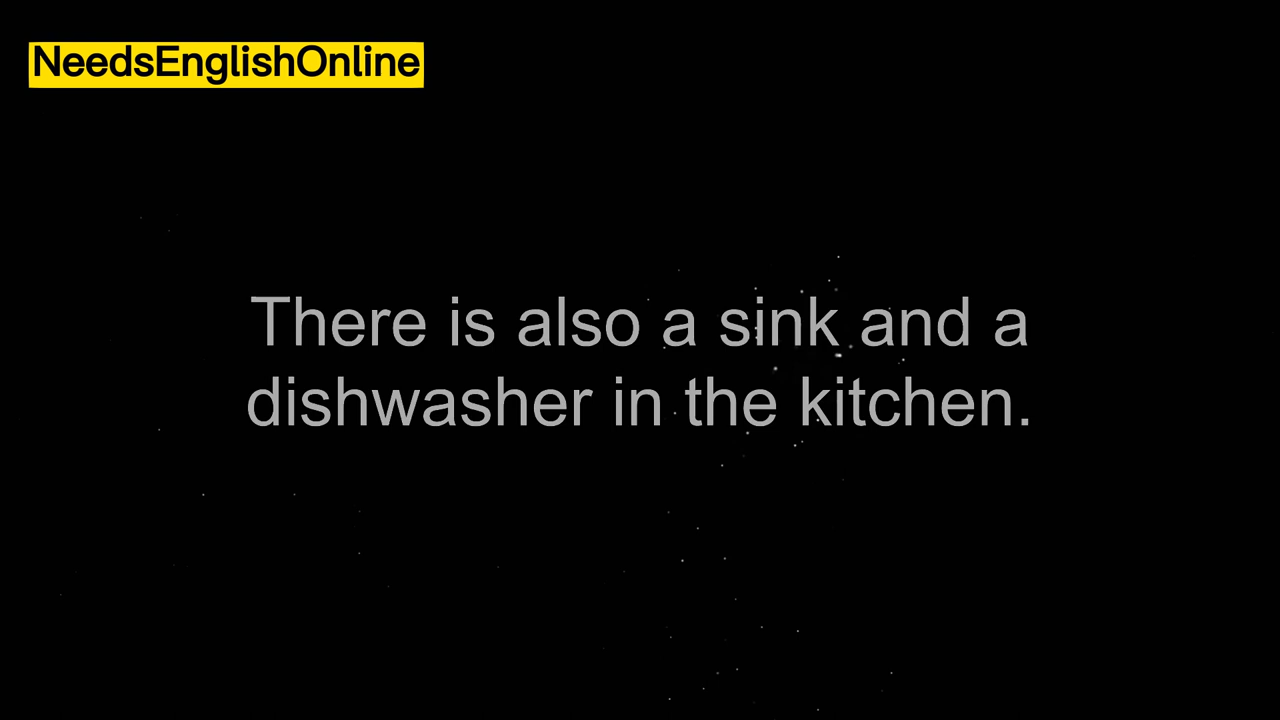 NeedsEnglishOnline
There is also a sink and a
dishwasher in the kitchen.